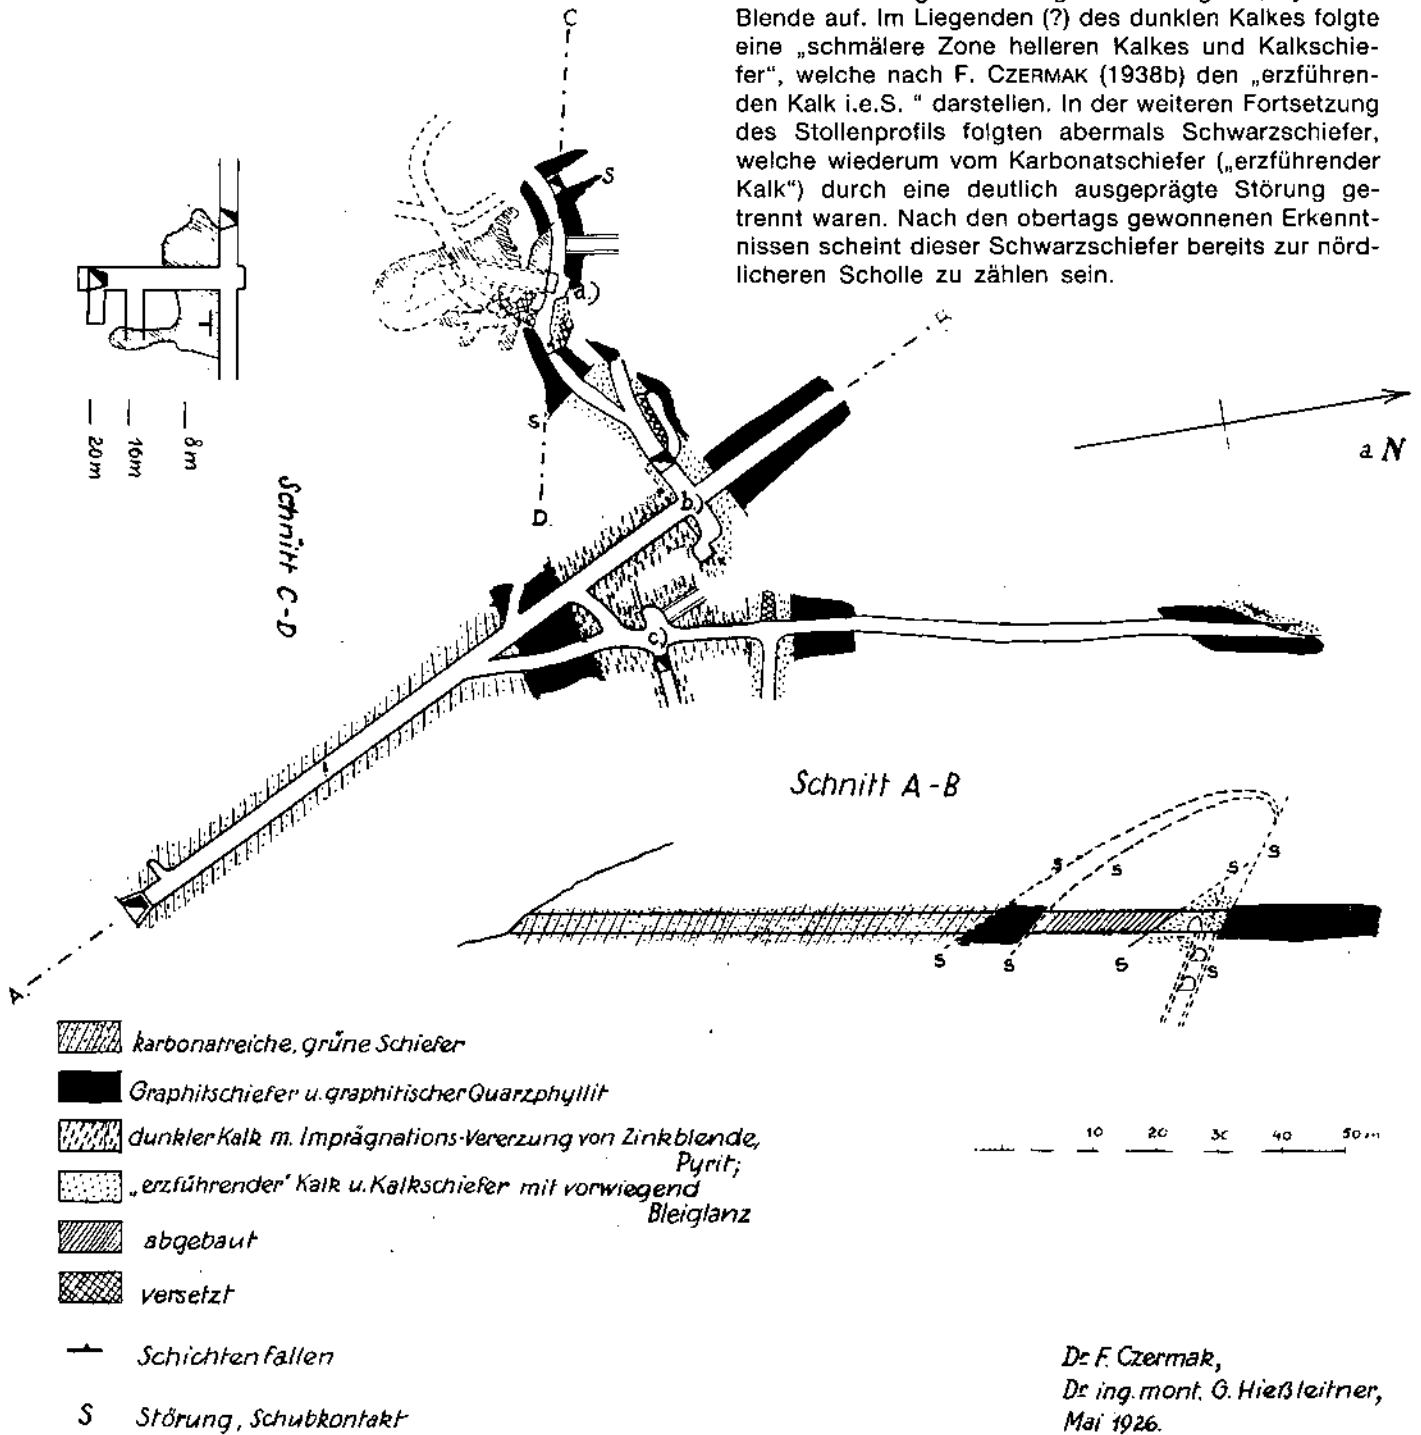 Blende auf. Im Liegenden (?) des dunklen Kalkes folgte
eine „schmälere Zone helleren Kalkes und Kalkschie-
fer“, welche nach F. CZERMAK (1938b) den „erzführen-
den Kalk i.e.S. “ darstellen. In der weiteren Fortsetzung
des Stollenprofils folgten abermals Schwarzschiefer,
welche wiederum vom Karbonatschiefer („erzführender
Kalk“) durch eine deutlich ausgeprägte Störung ge-
trennt waren. Nach den obertags gewonnenen Erkennt-
nissen scheint dieser Schwarzschiefer bereits zur nörd-
licheren Scholle zu zählen sein.
C
S
a.)
S
D.
b.)
c.)
A.
a N
20m
16m
8m
Schnitt C-D
Schnitt A-B
S
S
S
S
S
S
S
S
karbonatreiche, grüne Schiefer
Graphitschiefer u. graphitischer Quarzphyllit
dunkler Kalk m. Imprägnations-Vererzung von Zinkblende,
Pyrit;
„erzführender“ Kalk u. Kalkschiefer mit vorwiegend
Bleiglanz
abgebaut
versetzt
Schichtenfallen
S Störung, Schubkontakt
10 20 30 40 50m
Dr F. Czermak,
Dr ing. mont. G. Hießleitner,
Mai 1926.